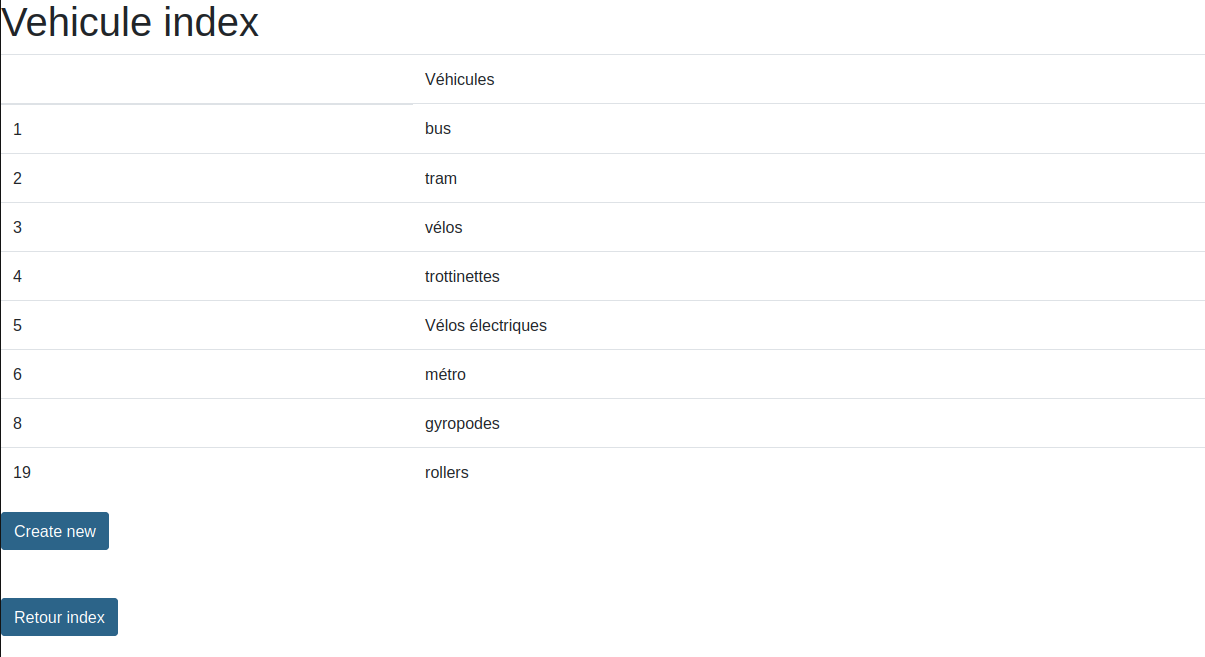 Vehicule index
Véhicules
1 bus
2 tram
3 vélos
4 trottinettes
5 Vélos électriques
6 métro
8 gyropodes
19 rollers
Create new
Retour index